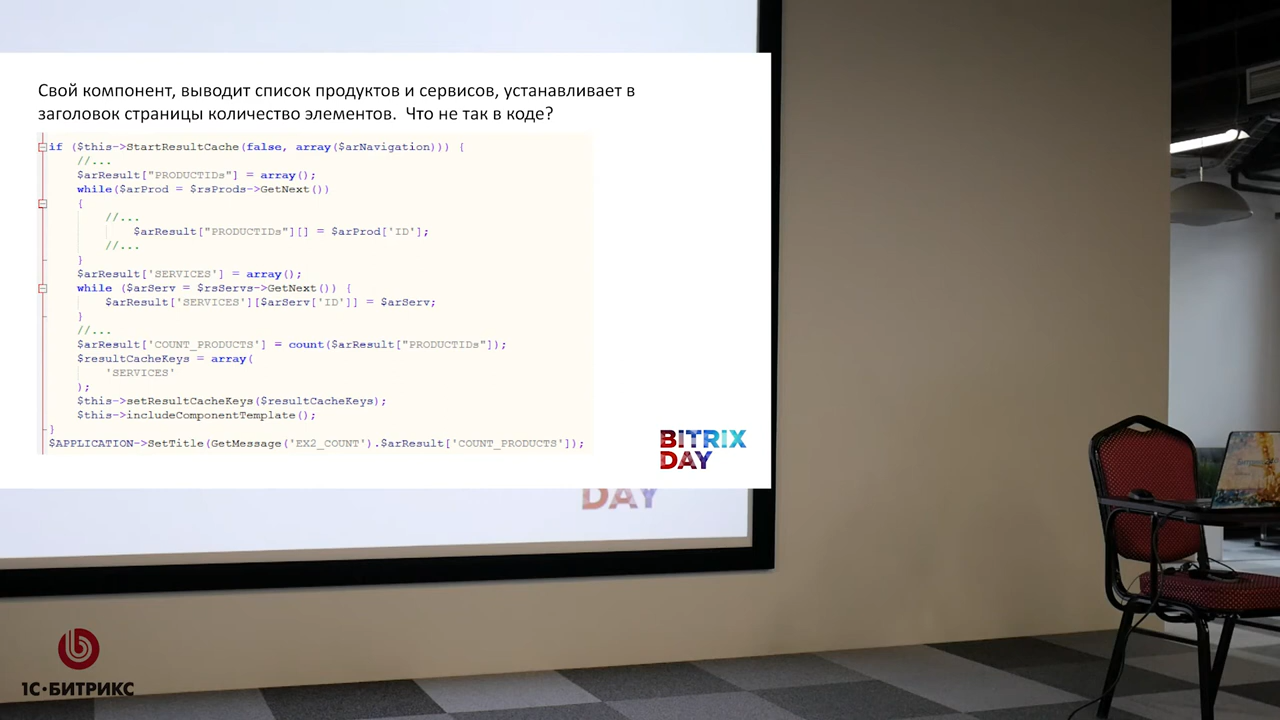 Свой компонент, выводит список продуктов и сервисов, устанавливает в
заголовок страницы количество элементов.  Что не так в коде?
if ($this->StartResultCache(false, array($arNavigation))) {
//...
$arResult["PRODUCTIDs"] = array();
while($arProd = $rsProds->GetNext())
{
//...
$arResult["PRODUCTIDs"][] = $arProd['ID'];
//...
}
$arResult['SERVICES'] = array();
while ($arServ = $rsServs->GetNext()) {
$arResult['SERVICES'][$arServ['ID']] = $arServ;
}
//...
$arResult['COUNT_PRODUCTS'] = count($arResult["PRODUCTIDs"]);
$resultCacheKeys = array(
'SERVICES'
);
$this->setResultCacheKeys($resultCacheKeys);
$this->includeComponentTemplate();
}
$APPLICATION->SetTitle(GetMessage('EX2_COUNT').$arResult['COUNT_PRODUCTS']);
BITRIX
DAY
DAY
1С·БИТРИКС